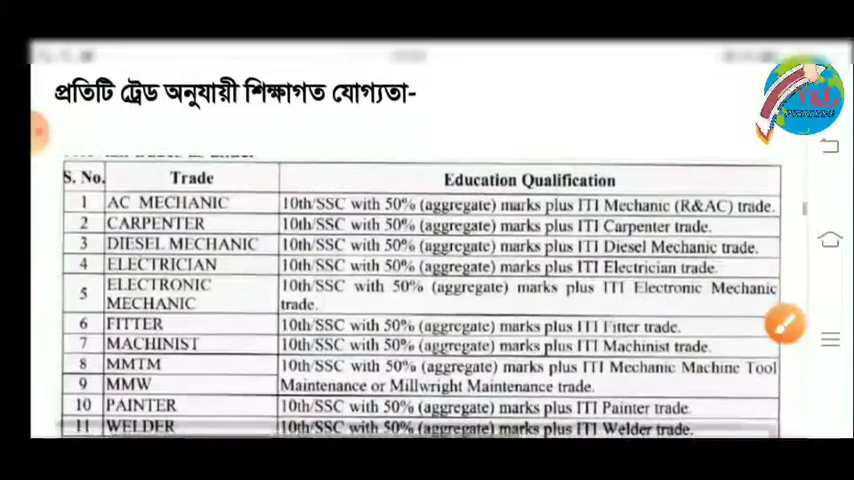 প্রতিটি ট্রেড অনুযায়ী শিক্ষাগত যোগ্যতা-
S. No. Trade Education Qualification
1 AC MECHANIC 10th/SSC with 50% (aggregate) marks plus ITI Mechanic (R&AC) trade.
2 CARPENTER 10th/SSC with 50% (aggregate) marks plus ITI Carpenter trade.
3 DIESEL MECHANIC 10th/SSC with 50% (aggregate) marks plus ITI Diesel Mechanic trade.
4 ELECTRICIAN 10th/SSC with 50% (aggregate) marks plus ITI Electrician trade.
5 ELECTRONIC MECHANIC 10th/SSC with 50% (aggregate) marks plus ITI Electronic Mechanic
trade.
6 FITTER 10th/SSC with 50% (aggregate) marks plus ITI Fitter trade.
7 MACHINIST 10th/SSC with 50% (aggregate) marks plus ITI Machinist trade.
8 MMTM 10th/SSC with 50% (aggregate) marks plus ITI Mechanic Machine Tool
9 MMW Maintenance or Millwright Maintenance trade.
10 PAINTER 10th/SSC with 50% (aggregate) marks plus ITI Painter trade.
11 WELDER 10th/SSC with 50% (aggregate) marks plus ITI Welder trade.